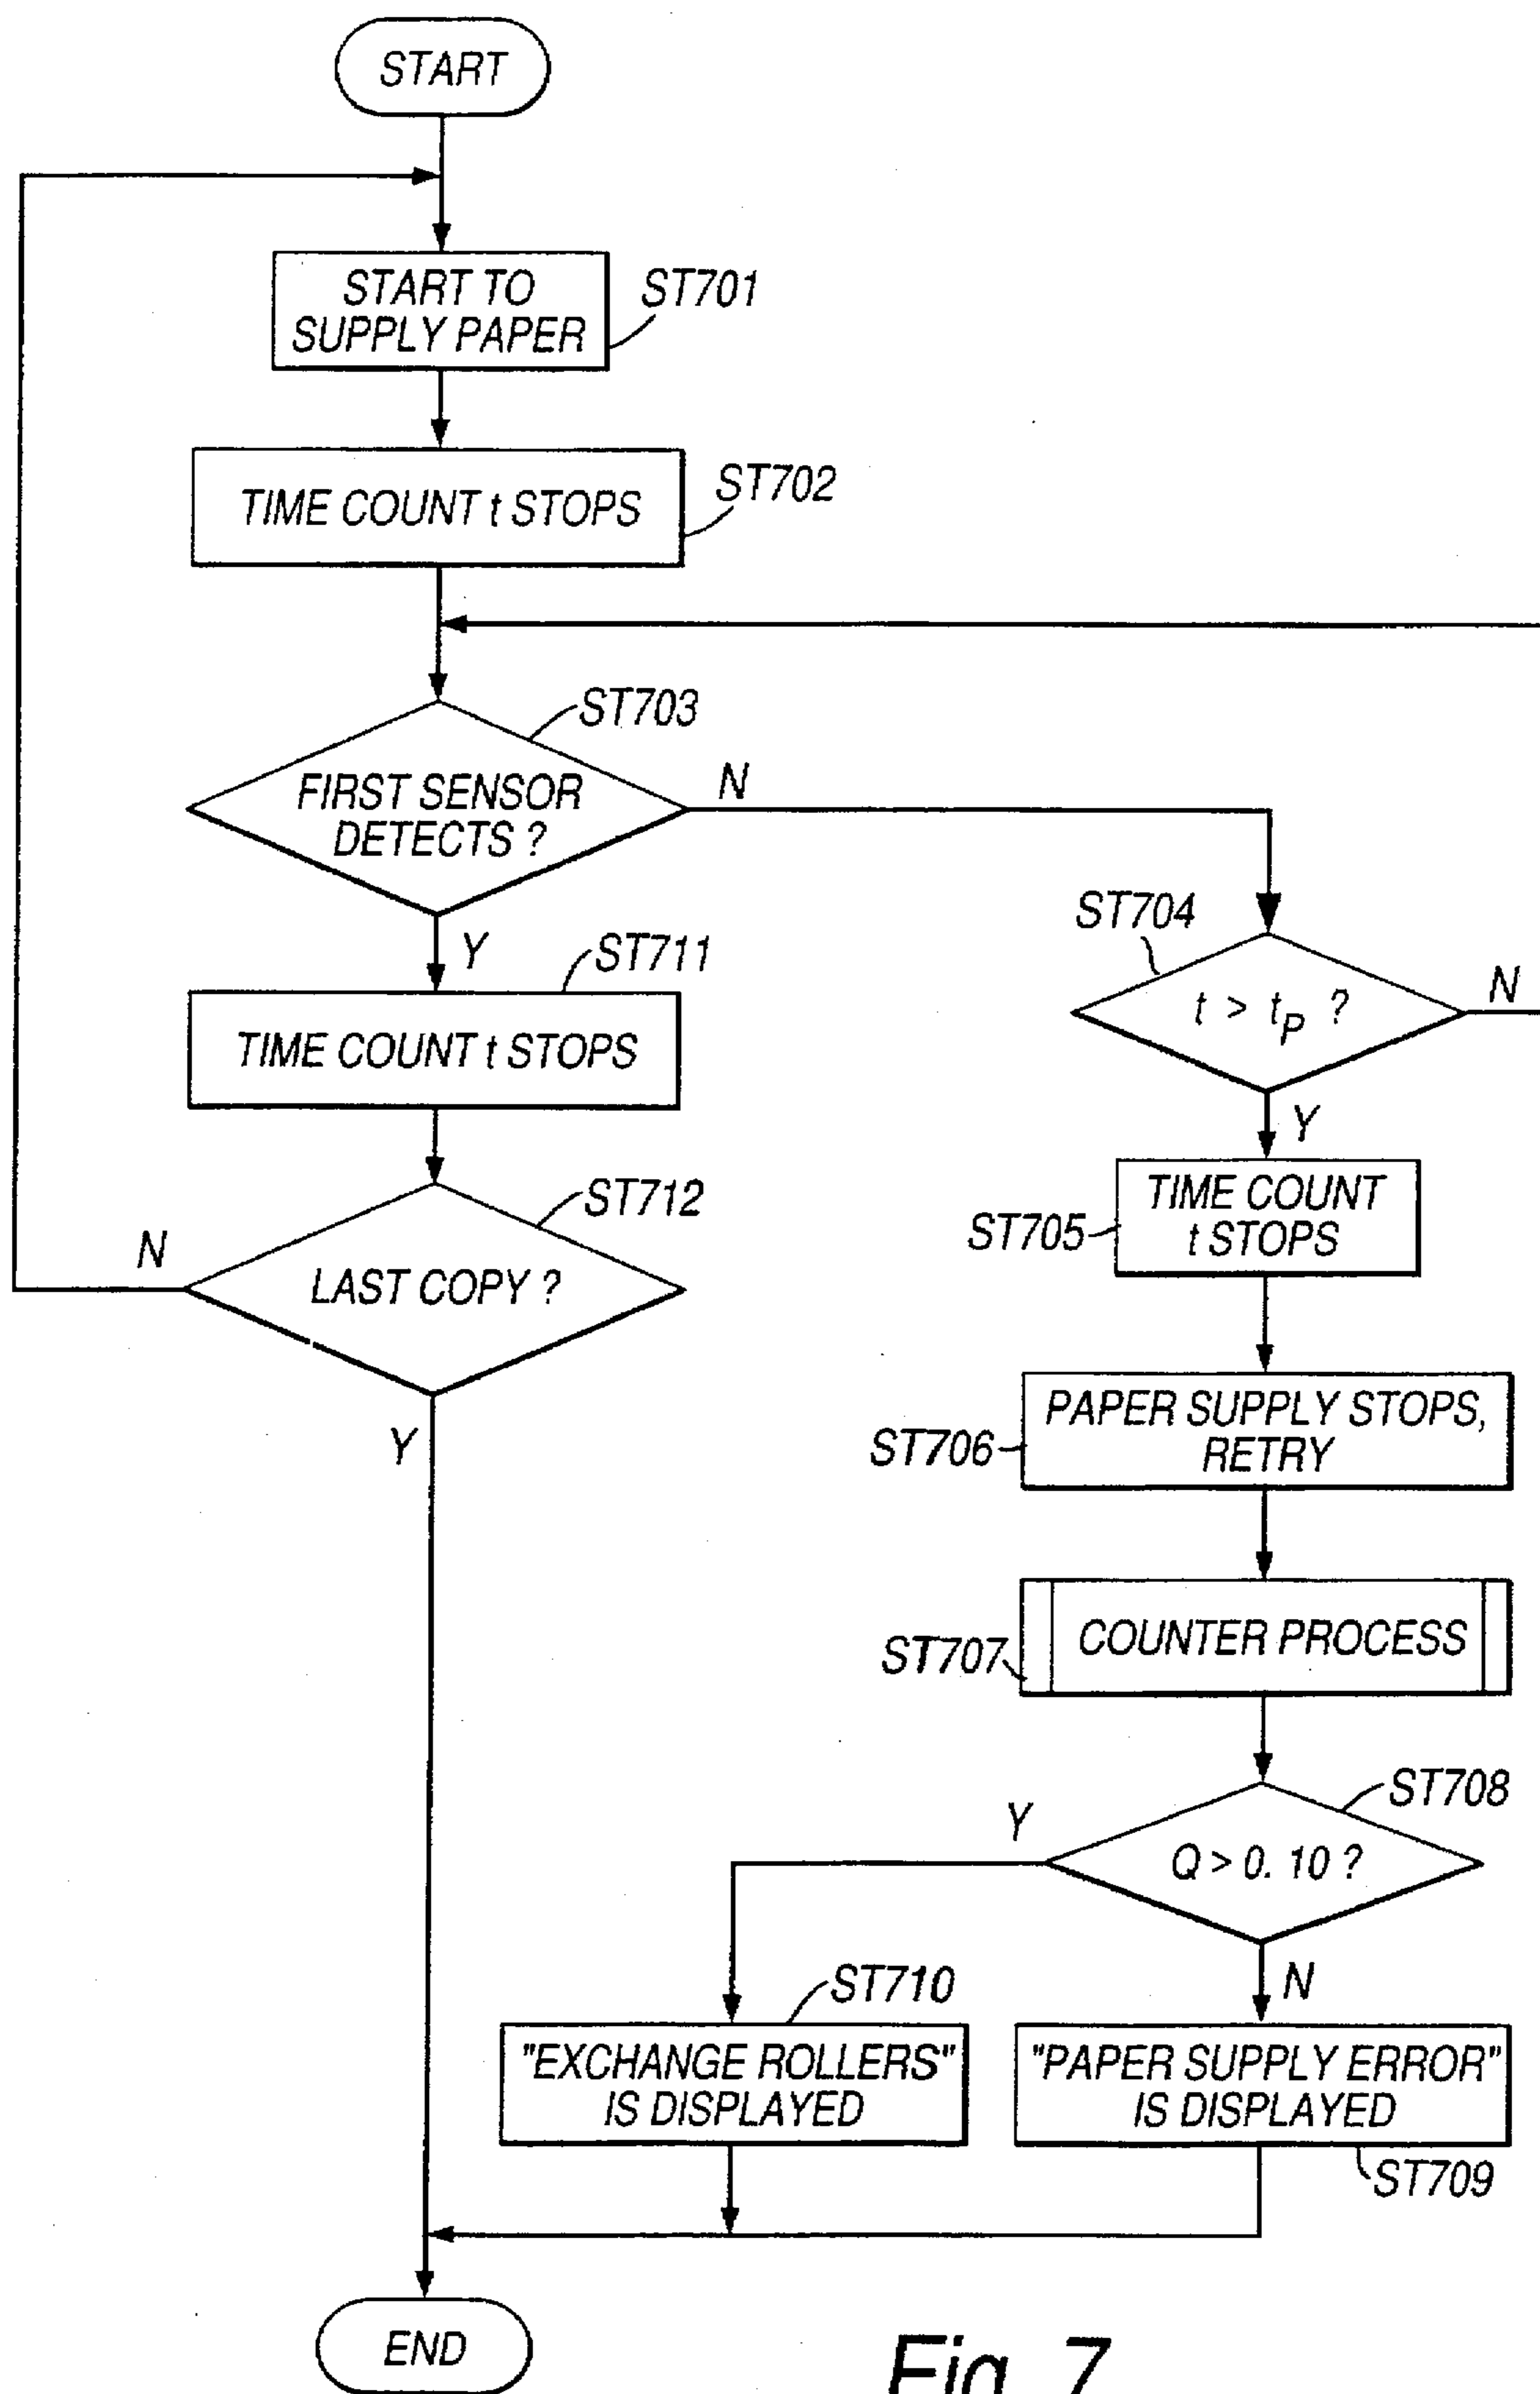 START
START TO
SUPPLY PAPER
ST701
TIME COUNT t STOPS
ST702
ST703
FIRST SENSOR
DETECTS ?
N
Y
ST711
TIME COUNT t STOPS
ST712
LAST COPY ?
N
Y
ST704
t > tP ?
N
Y
TIME COUNT
t STOPS
ST705
PAPER SUPPLY STOPS,
RETRY
ST706
COUNTER PROCESS
ST707
ST708
Q > 0. 10 ?
Y
N
ST710
"EXCHANGE ROLLERS"
IS DISPLAYED
"PAPER SUPPLY ERROR"
IS DISPLAYED
ST709
END
Fig. 7